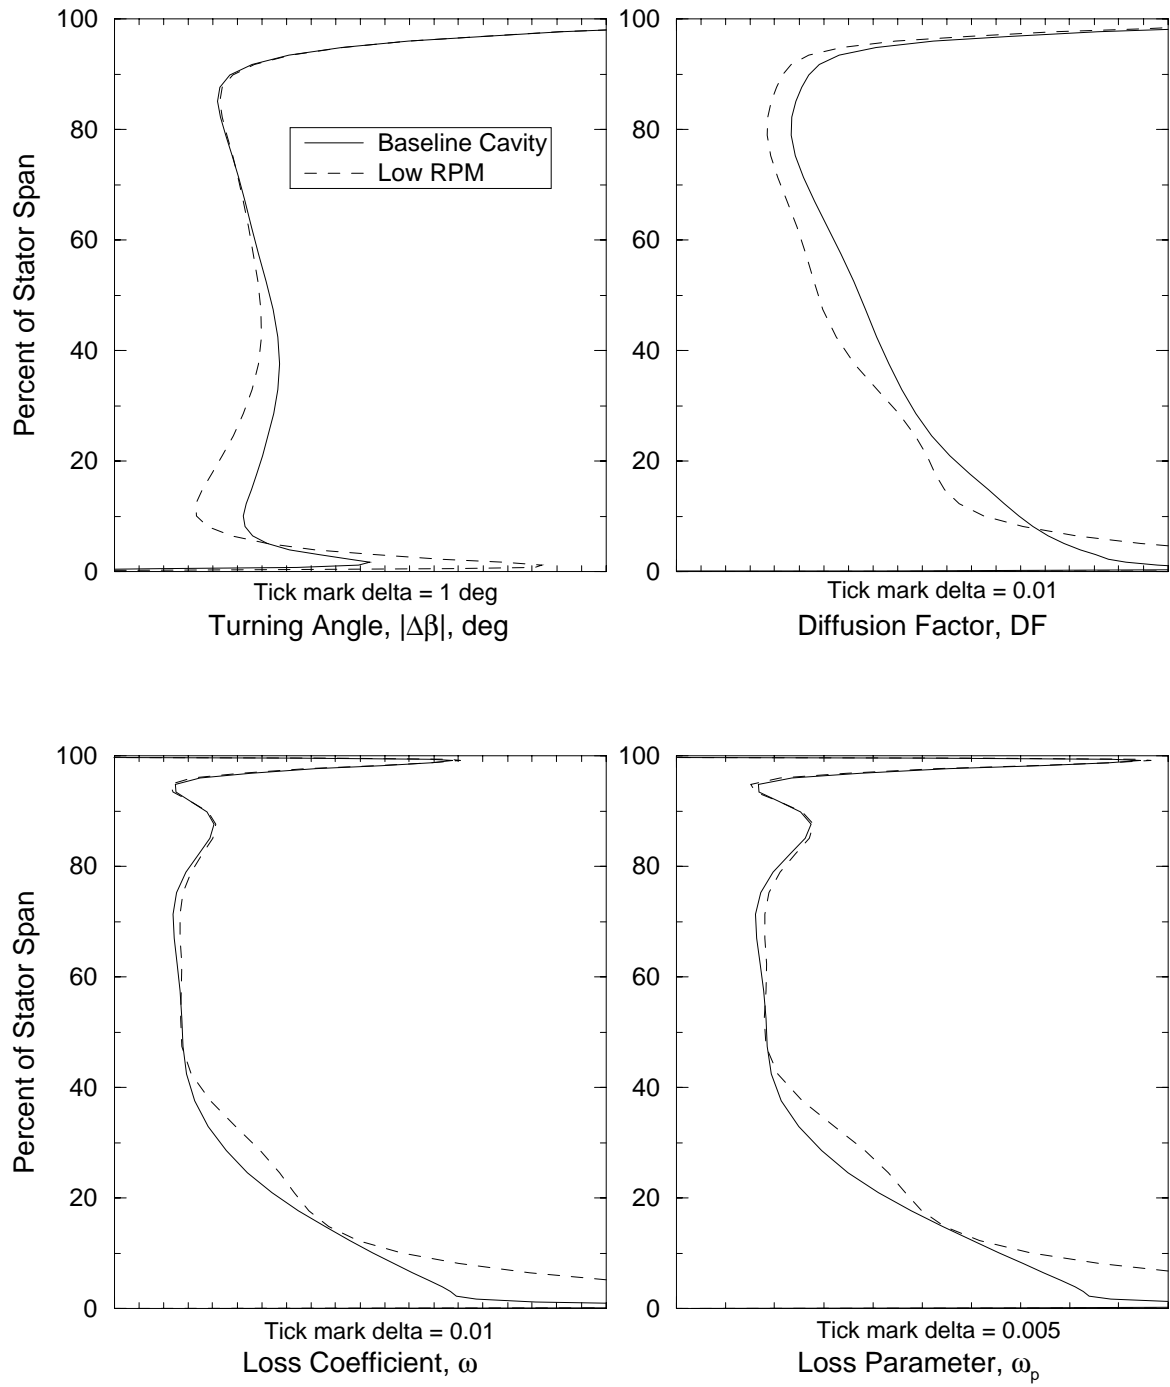 100
80
60
40
20
0
Percent of Stator Span
Baseline Cavity
Low RPM
Tick mark delta = 1 deg
Turning Angle, |Δβ|, deg
100
80
60
40
20
0
Tick mark delta = 0.01
Diffusion Factor, DF
100
80
60
40
20
0
Percent of Stator Span
Tick mark delta = 0.01
Loss Coefficient, ω
100
80
60
40
20
0
Tick mark delta = 0.005
Loss Parameter, ωp